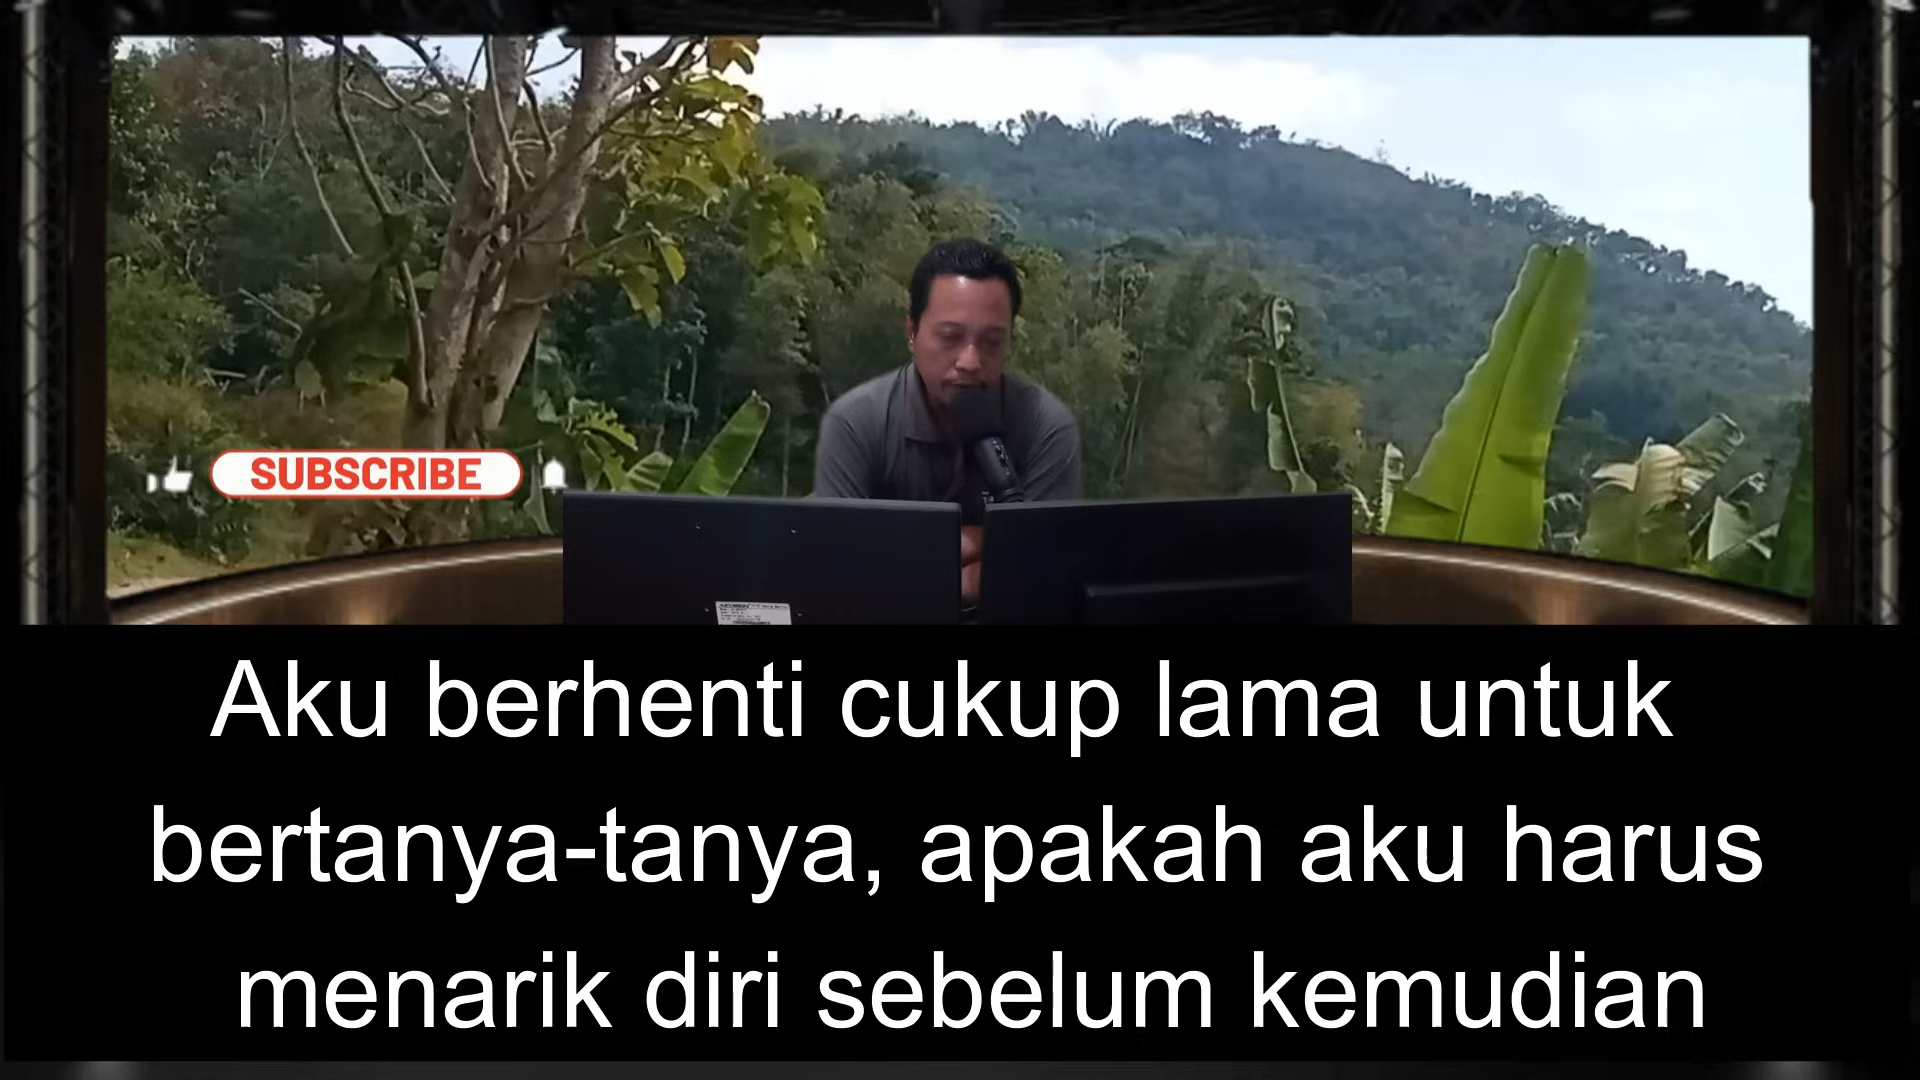 SUBSCRIBE
Aku berhenti cukup lama untuk
bertanya-tanya, apakah aku harus
menarik diri sebelum kemudian